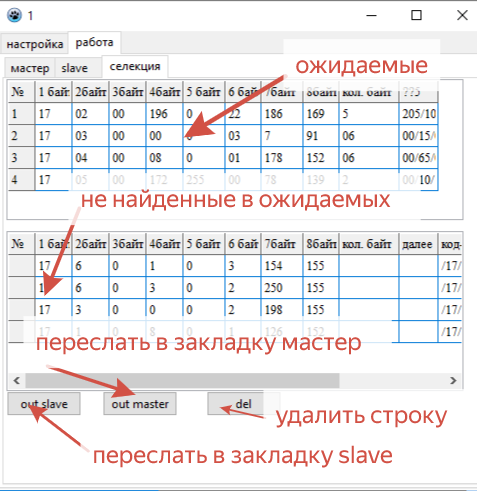 1
настройка работа
мастер slave селекция
ожидаемые
№ 1 байт 2байт 3байт 4байт 5 байт 6 байт 7байт 8байт кол. байт ??5
1 17 02 00 196 0 22 186 169 5 205/10
2 17 03 00 00 0 03 7 91 06 00/15/
3 17 04 00 08 0 01 178 152 06 00/65/
4 17 05 00 172 255 00 78 139 2 00/10/
не найденные в ожидаемых
№ 1 байт 2байт 3байт 4байт 5 байт 6 байт 7байт 8байт кол. байт далее код-
17 6 0 1 0 3 154 155 /17/
6 0 3 0 2 250 155 /17/
17 3 0 0 0 2 198 155 /17/
17 1 0 8 0 1 126 152 /17/
переслать в закладку мастер
out slave out master del
удалить строку
переслать в закладку slave